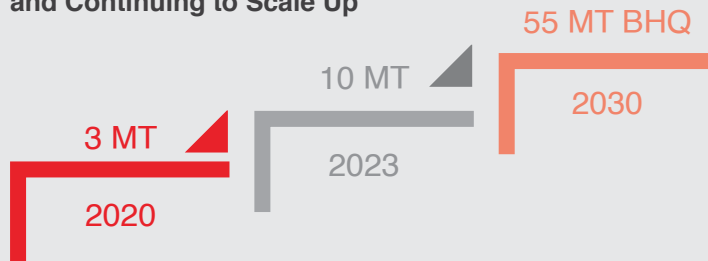 and Continuing to Scale Up
55 MT BHQ
10 MT
2030
3 MT
2023
2020